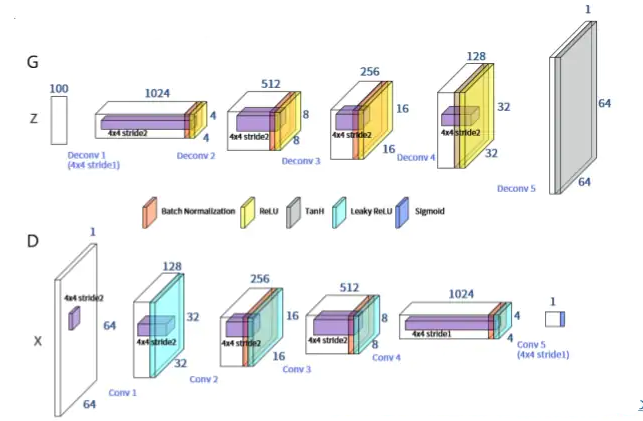 G
100
1024
512
256
128
1
Z
4x4 stride2
4
4
4x4 stride2
8
8
4x4 stride2
16
16
4x4 stride2
32
32
64
64
Deconv 1
(4x4 stride1)
Deconv 2
Deconv 3
Deconv 4
Deconv 5
Batch Normalization
ReLU
TanH
Leaky ReLU
Sigmoid
D
1
128
256
512
1024
1
X
4x4 stride2
64
64
4x4 stride2
32
32
4x4 stride2
16
16
4x4 stride2
8
8
4x4 stride1
4
4
Conv 1
Conv 2
Conv 3
Conv 4
Conv 5
(4x4 stride1)